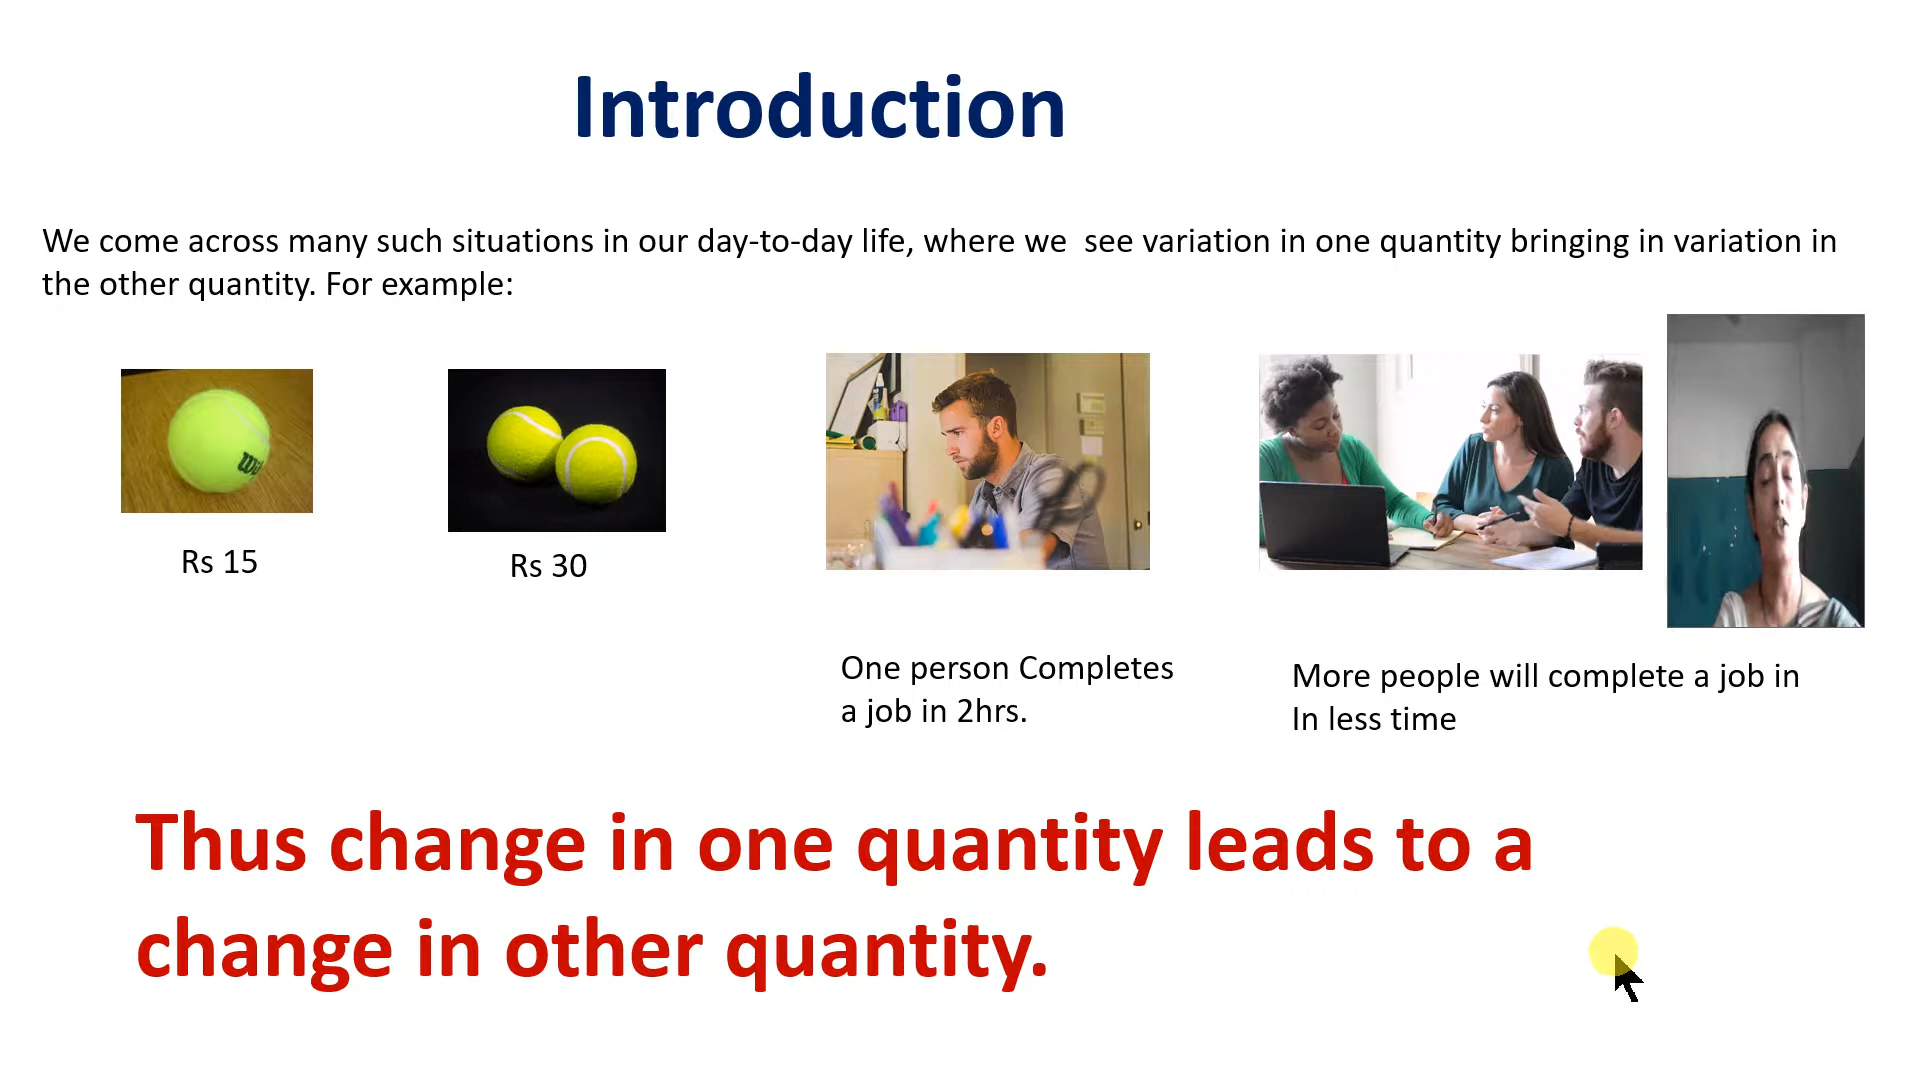 Introduction
We come across many such situations in our day-to-day life, where we  see variation in one quantity bringing in variation in
the other quantity. For example:
Rs 15
Rs 30
One person Completes
a job in 2hrs.
More people will complete a job in
In less time
Thus change in one quantity leads to a
change in other quantity.